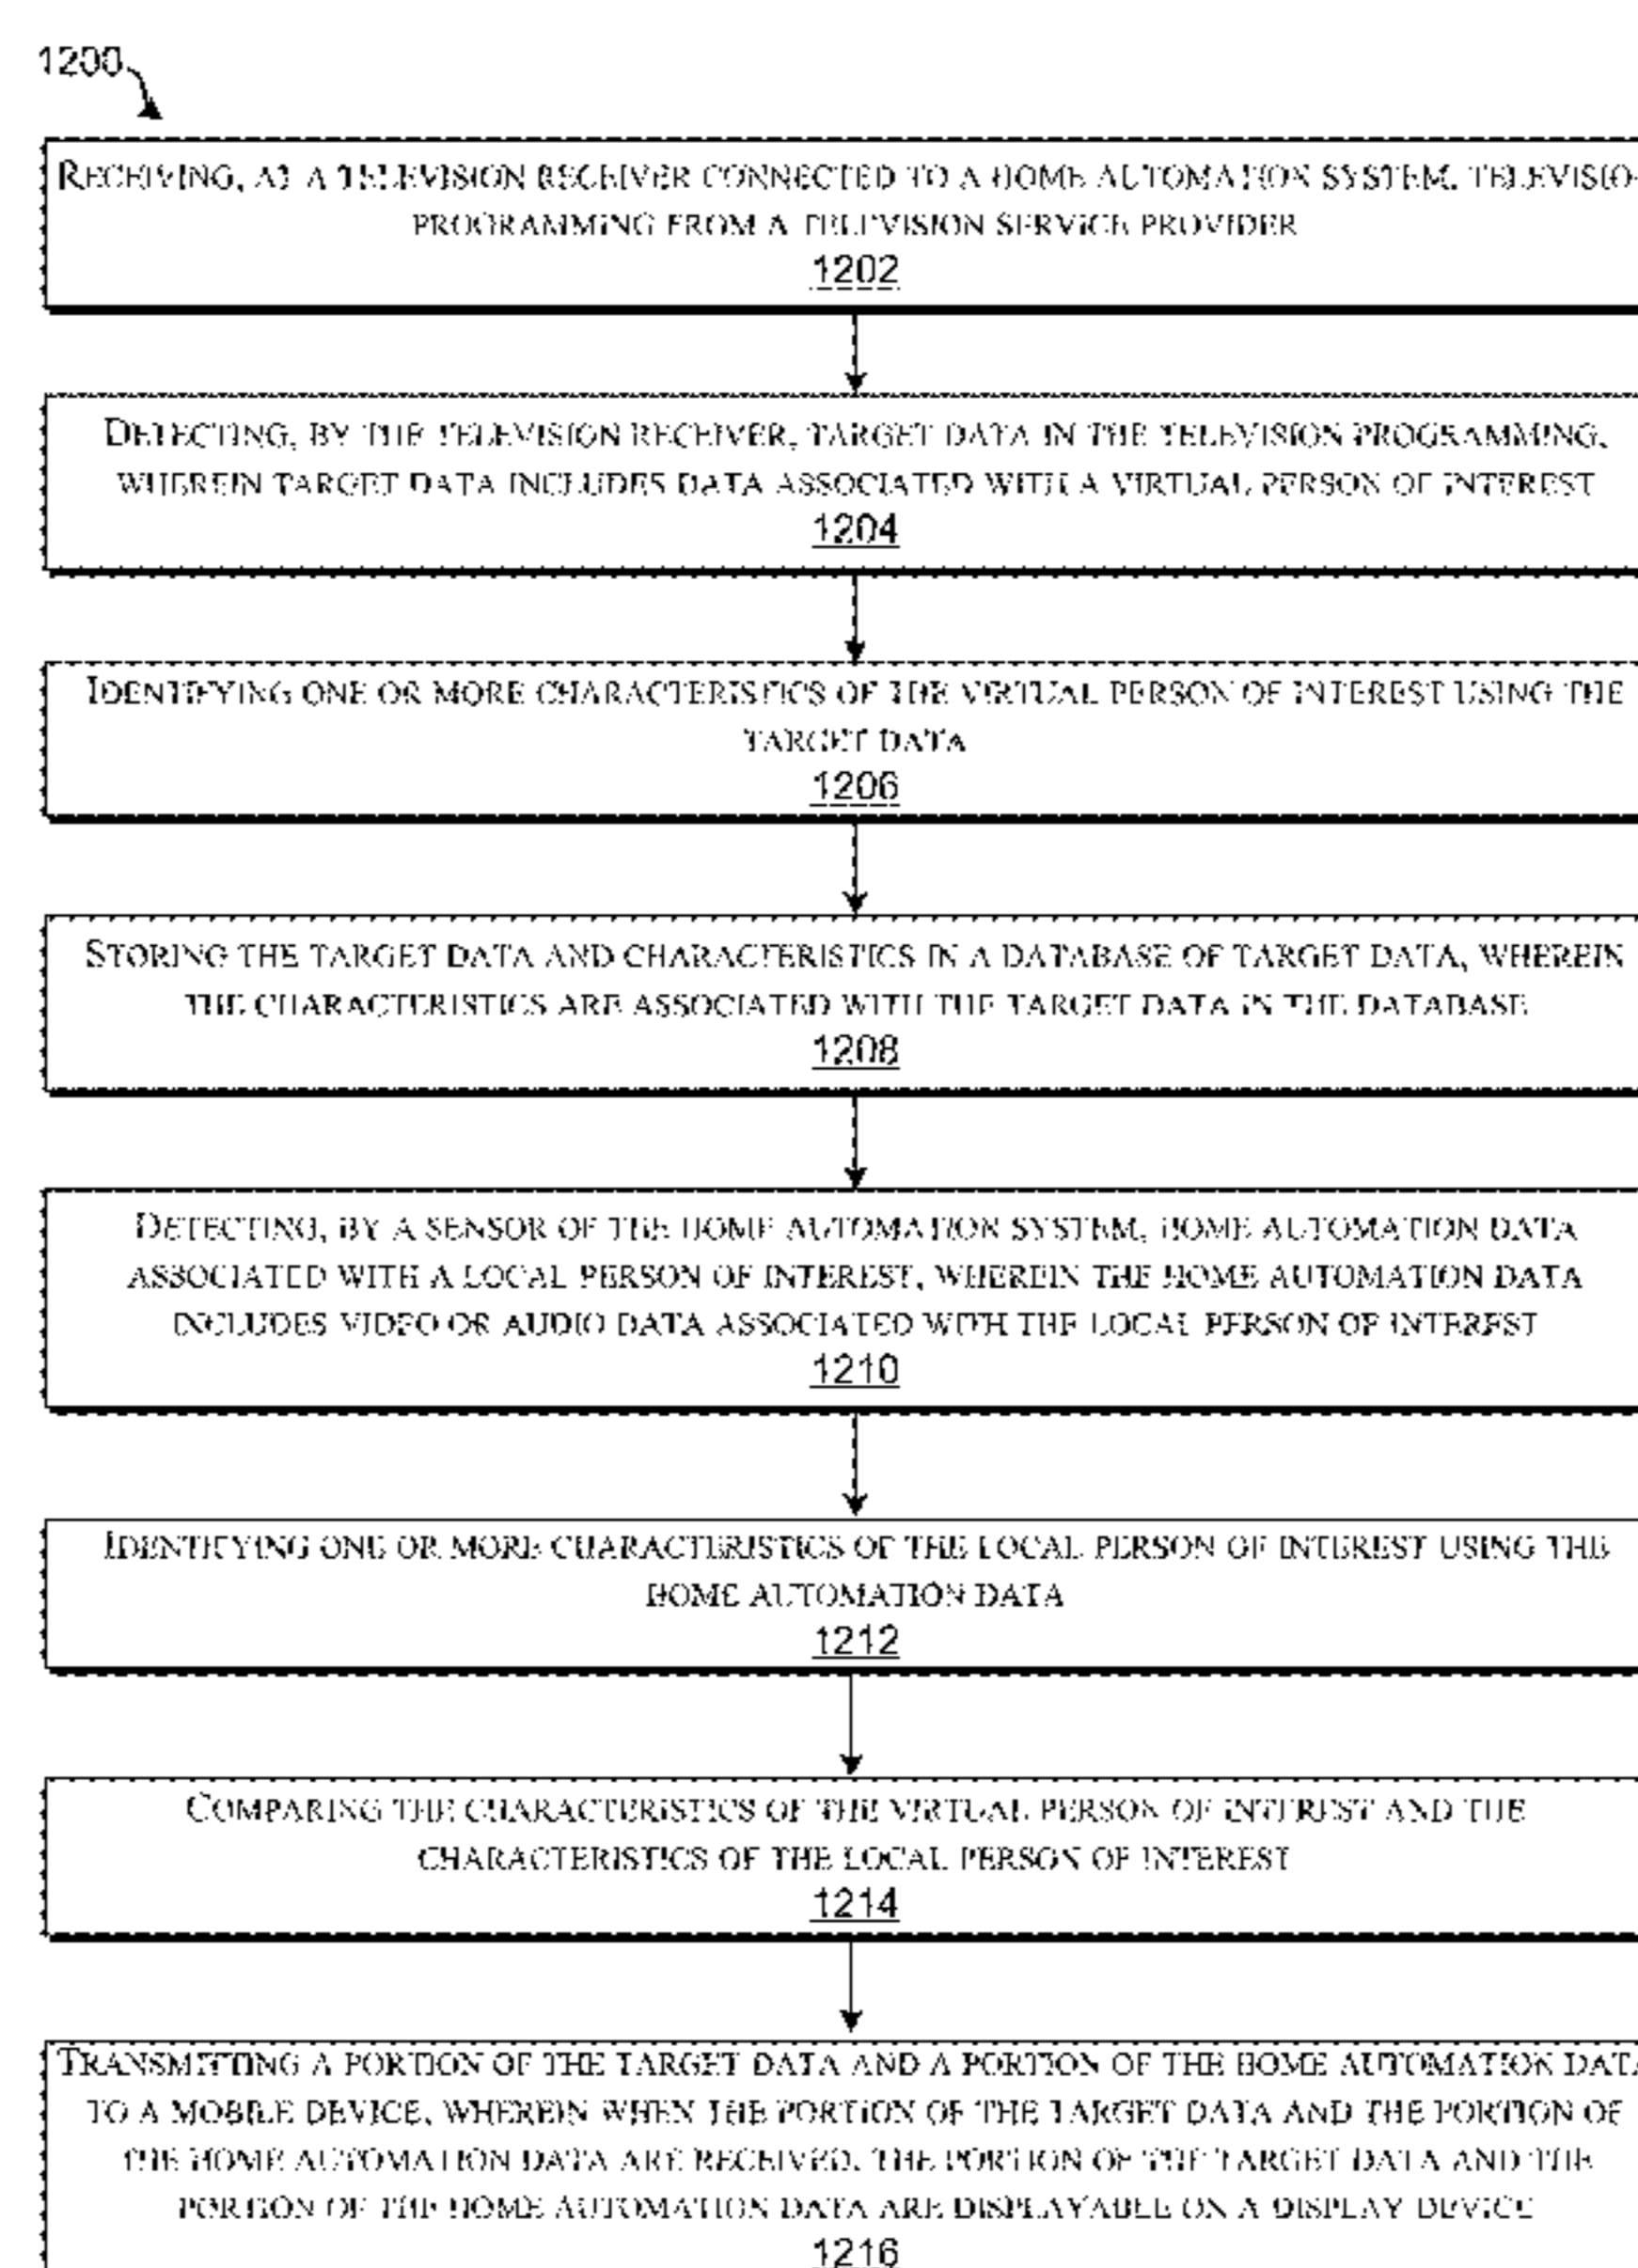 1200
RECEIVING, AT A TELEVISION RECEIVER CONNECTED TO A HOME AUTOMATION SYSTEM, TELEVISIO
PROGRAMMING FROM A TELEVISION SERVICE PROVIDER
1202
DETECTING, BY THE TELEVISION RECEIVER, TARGET DATA IN THE TELEVISION PROGRAMMING,
WHEREIN TARGET DATA INCLUDES DATA ASSOCIATED WITH A VIRTUAL PERSON OF INTEREST
1204
IDENTIFYING ONE OR MORE CHARACTERISTICS OF THE VIRTUAL PERSON OF INTEREST USING THE
TARGET DATA
1206
STORING THE TARGET DATA AND CHARACTERISTICS IN A DATABASE OF TARGET DATA, WHEREIN
THE CHARACTERISTICS ARE ASSOCIATED WITH THE TARGET DATA IN THE DATABASE
1208
DETECTING, BY A SENSOR OF THE HOME AUTOMATION SYSTEM, HOME AUTOMATION DATA
ASSOCIATED WITH A LOCAL PERSON OF INTEREST, WHEREIN THE HOME AUTOMATION DATA
INCLUDES VIDEO OR AUDIO DATA ASSOCIATED WITH THE LOCAL PERSON OF INTEREST
1210
IDENTIFYING ONE OR MORE CHARACTERISTICS OF THE LOCAL PERSON OF INTEREST USING THE
HOME AUTOMATION DATA
1212
COMPARING THE CHARACTERISTICS OF THE VIRTUAL PERSON OF INTEREST AND THE
CHARACTERISTICS OF THE LOCAL PERSON OF INTEREST
1214
TRANSMITTING A PORTION OF THE TARGET DATA AND A PORTION OF THE HOME AUTOMATION DATA
TO A MOBILE DEVICE, WHEREIN WHEN THE PORTION OF THE TARGET DATA AND THE PORTION OF
THE HOME AUTOMATION DATA ARE RECEIVED, THE PORTION OF THE TARGET DATA AND THE
PORTION OF THE HOME AUTOMATION DATA ARE DISPLAYABLE ON A DISPLAY DEVICE
1216